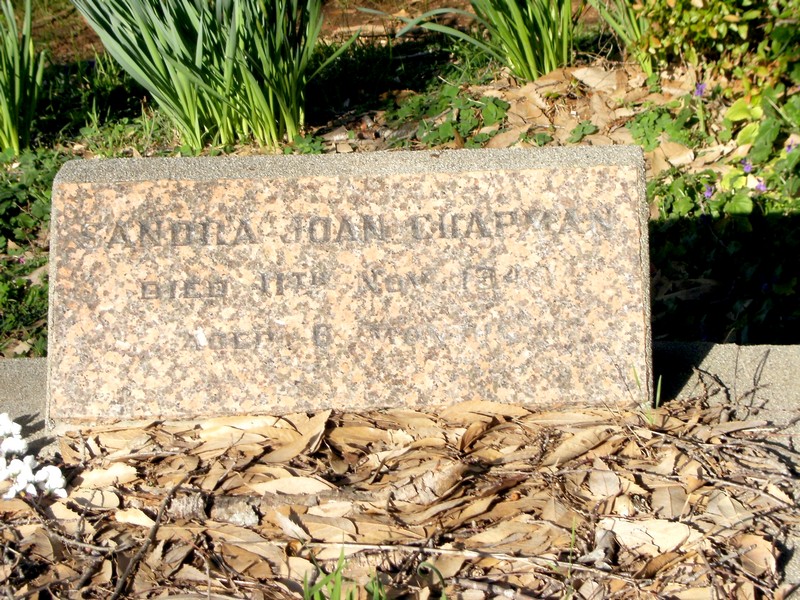 SANDRA JOAN CHAPMAN
DIED 11TH NOV.
AGED 6 MONTHS